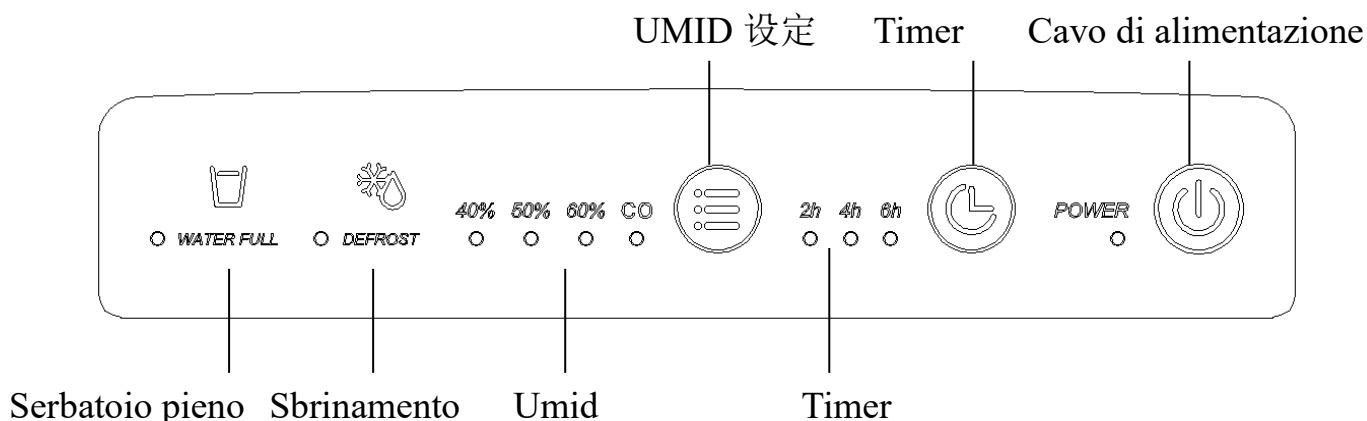 UMID 设定 Timer Cavo di alimentazione
40% 50% 60% CO 2h 4h 6h POWER
WATER FULL DEFROST
Serbatoio pieno Sbrinamento Umid Timer